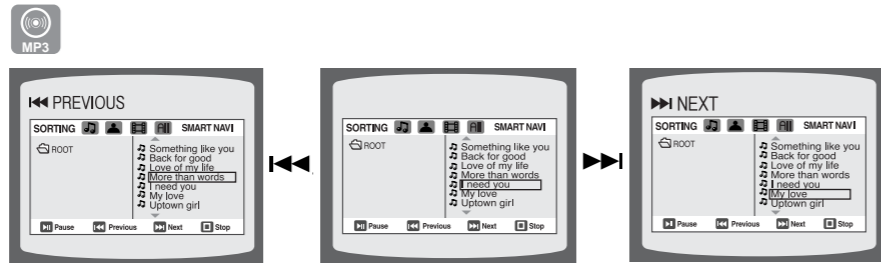 MP3
PREVIOUS
SORTING All SMART NAVI
ROOT
Something like you
Back for good
Love of my life
More than words
I need you
My love
Uptown girl
Pause Previous Next Stop
SORTING All SMART NAVI
ROOT
Something like you
Back for good
Love of my life
More than words
I need you
My love
Uptown girl
Pause Previous Next Stop
NEXT
SORTING All SMART NAVI
ROOT
Something like you
Back for good
Love of my life
More than words
I need you
My love
Uptown girl
Pause Previous Next Stop